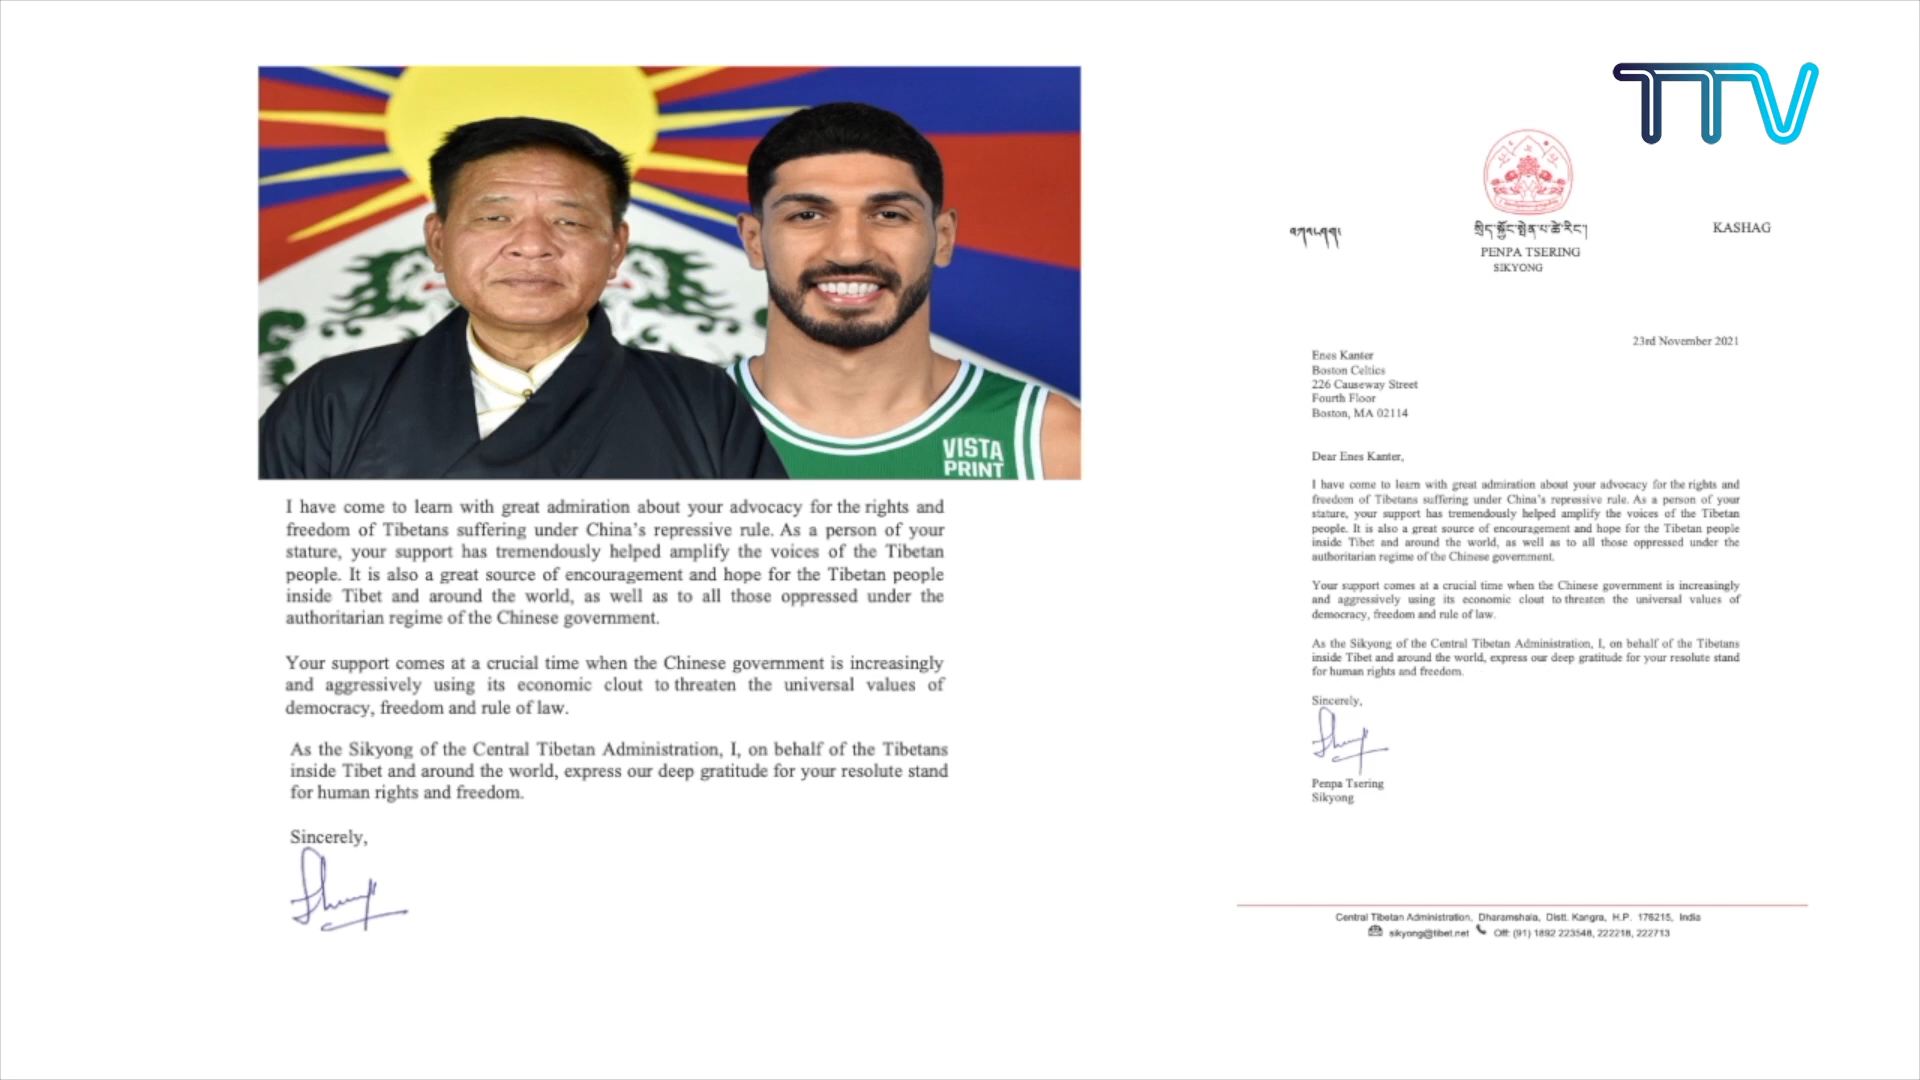 VISTA
PRINT
I have come to learn with great admiration about your advocacy for the rights and
freedom of Tibetans suffering under China's repressive rule. As a person of your
stature, your support has tremendously helped amplify the voices of the Tibetan
people. It is also a great source of encouragement and hope for the Tibetan people
inside Tibet and around the world, as well as to all those oppressed under the
authoritarian regime of the Chinese government.
Your support comes at a crucial time when the Chinese government is increasingly
and aggressively using its economic clout to threaten the universal values of
democracy, freedom and rule of law.
As the Sikyong of the Central Tibetan Administration, I, on behalf of the Tibetans
inside Tibet and around the world, express our deep gratitude for your resolute stand
for human rights and freedom.
Sincerely,
TTV
བཀའ་ཤག།
སྲིད་སྐྱོང་སྤེན་པ་ཚེ་རིང་།
KASHAG
PENPA TSERING
SIKYONG
23rd November 2021
Enes Kanter
Boston Celtics
226 Causeway Street
Fourth Floor
Boston, MA 02114
Dear Enes Kanter,
I have come to learn with great admiration about your advocacy for the rights and
freedom of Tibetans suffering under China's repressive rule. As a person of your
stature, your support has tremendously helped amplify the voices of the Tibetan
people. It is also a great source of encouragement and hope for the Tibetan people
inside Tibet and around the world, as well as to all those oppressed under the
authoritarian regime of the Chinese government.
Your support comes at a crucial time when the Chinese government is increasingly
and aggressively using its economic clout to threaten the universal values of
democracy, freedom and rule of law.
As the Sikyong of the Central Tibetan Administration, I, on behalf of the Tibetans
inside Tibet and around the world, express our deep gratitude for your resolute stand
for human rights and freedom.
Sincerely,
Penpa Tsering
Sikyong
Central Tibetan Administration, Dharamshala, Distt. Kangra, H.P. 176215, India
sikyong@tibet.net Off: (91) 1892 223548, 222218, 222713